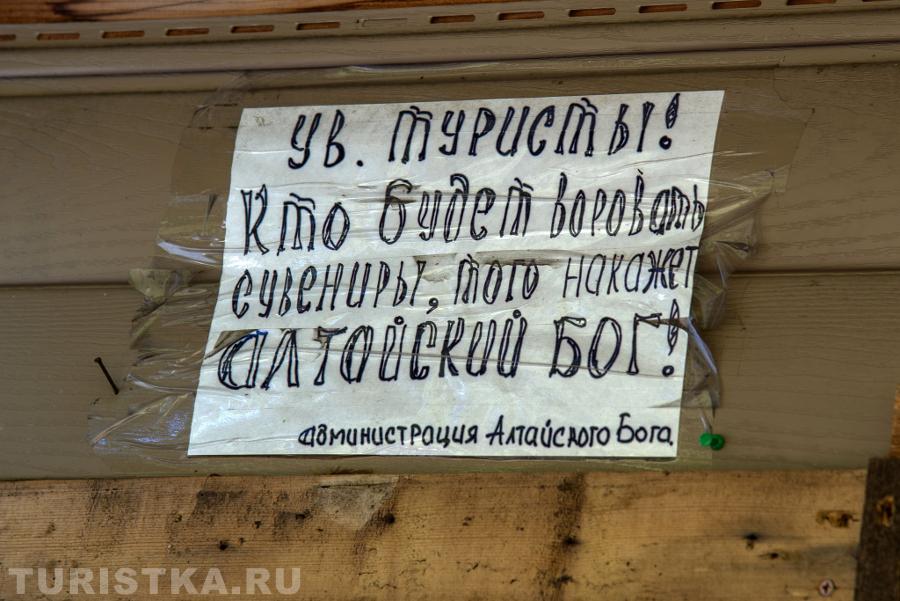 Ув. туристы!
Кто будет воровать
сувениры, того накажет
АЛТАЙСКИЙ БОГ!
администрация Алтайского Бога.
TURISTKA.RU